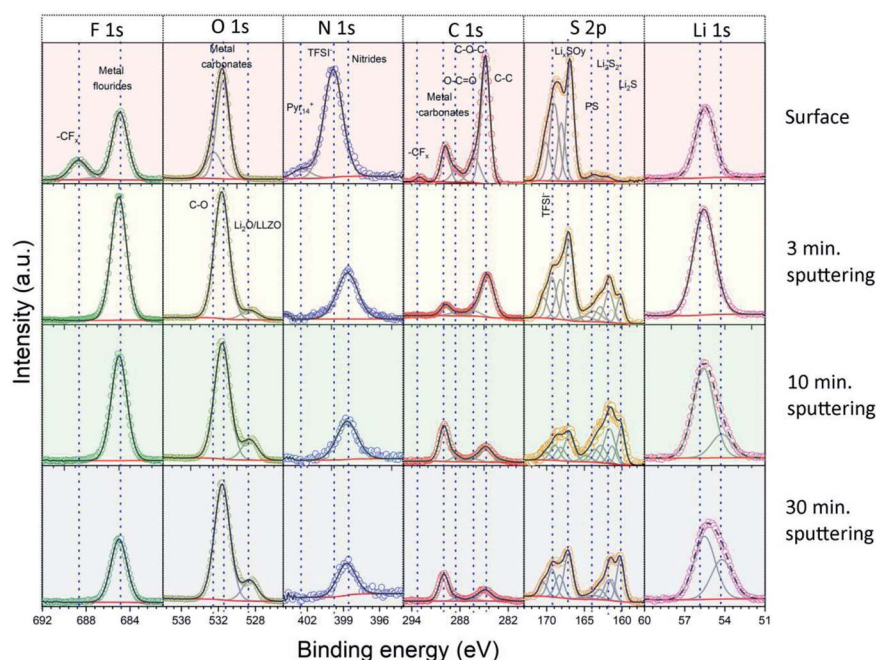 F 1s
O 1s
N 1s
C 1s
S 2p
Li 1s
Metal flourides
-CFₓ
Metal carbonates
TFSI⁻
Nitrides
Pyr₁₄⁺
C-O-C
O-C=O
C-C
Metal carbonates
-CFₓ
LiₓSOy
Li₂S₂
PS
Li₂S
Surface
C-O
Li₂O/LLZO
TFSI⁻
3 min.
sputtering
10 min.
sputtering
30 min.
sputtering
Intensity (a.u.)
692 688 684
536 532 528
402 399 396
294 288 282
170 165 160
60 57 54 51
Binding energy (eV)